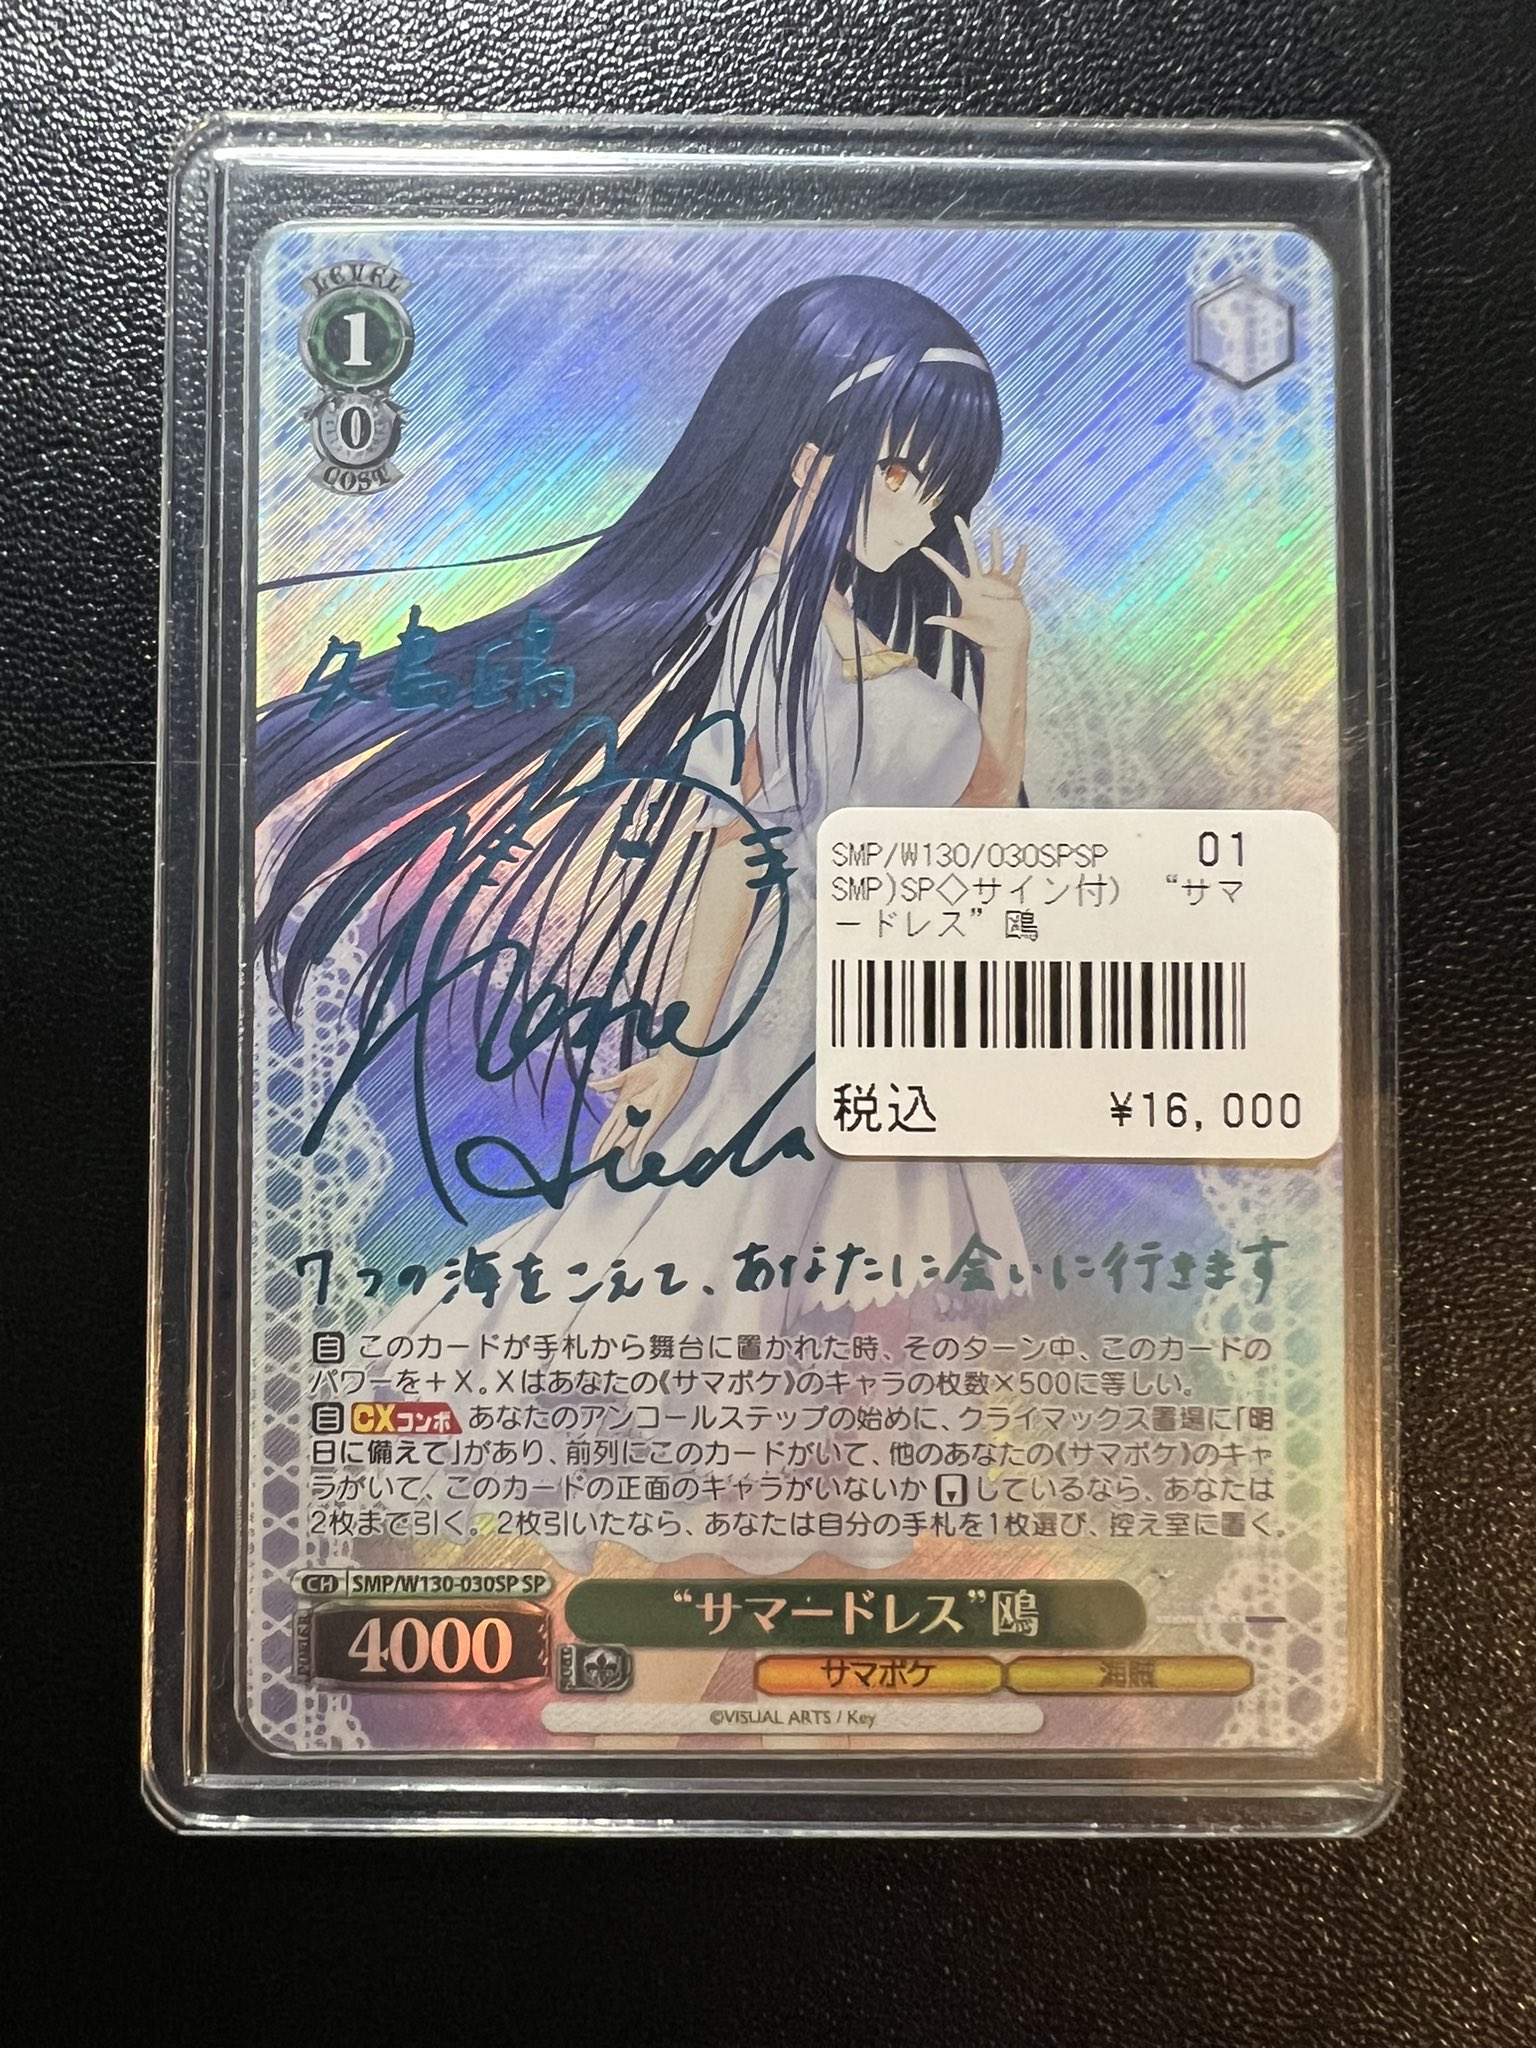 LEVEL
1
0
COST
久島鴎
7つの海をこえて、あなたに会いに行きます
SMP/W130/030SPSP 01
SMP)SP◇サイン付) “サマ
ードレス”鴎
税込 ¥16,000
自 このカードが手札から舞台に置かれた時、そのターン中、このカードの
パワーを＋X。Xはあなたの《サマポケ》のキャラの枚数×500に等しい。
自 CXコンボ あなたのアンコールステップの始めに、クライマックス置場に「明
日に備えて」があり、前列にこのカードがいて、他のあなたの《サマポケ》のキャ
ラがいて、このカードの正面のキャラがいないかしているなら、あなたは
2枚まで引く。2枚引いたなら、あなたは自分の手札を1枚選び、控え室に置く。
CH SMP/W130-030SP SP
POWER 4000
“サマードレス”鴎
サマポケ 海賊
©VISUAL ARTS / Key